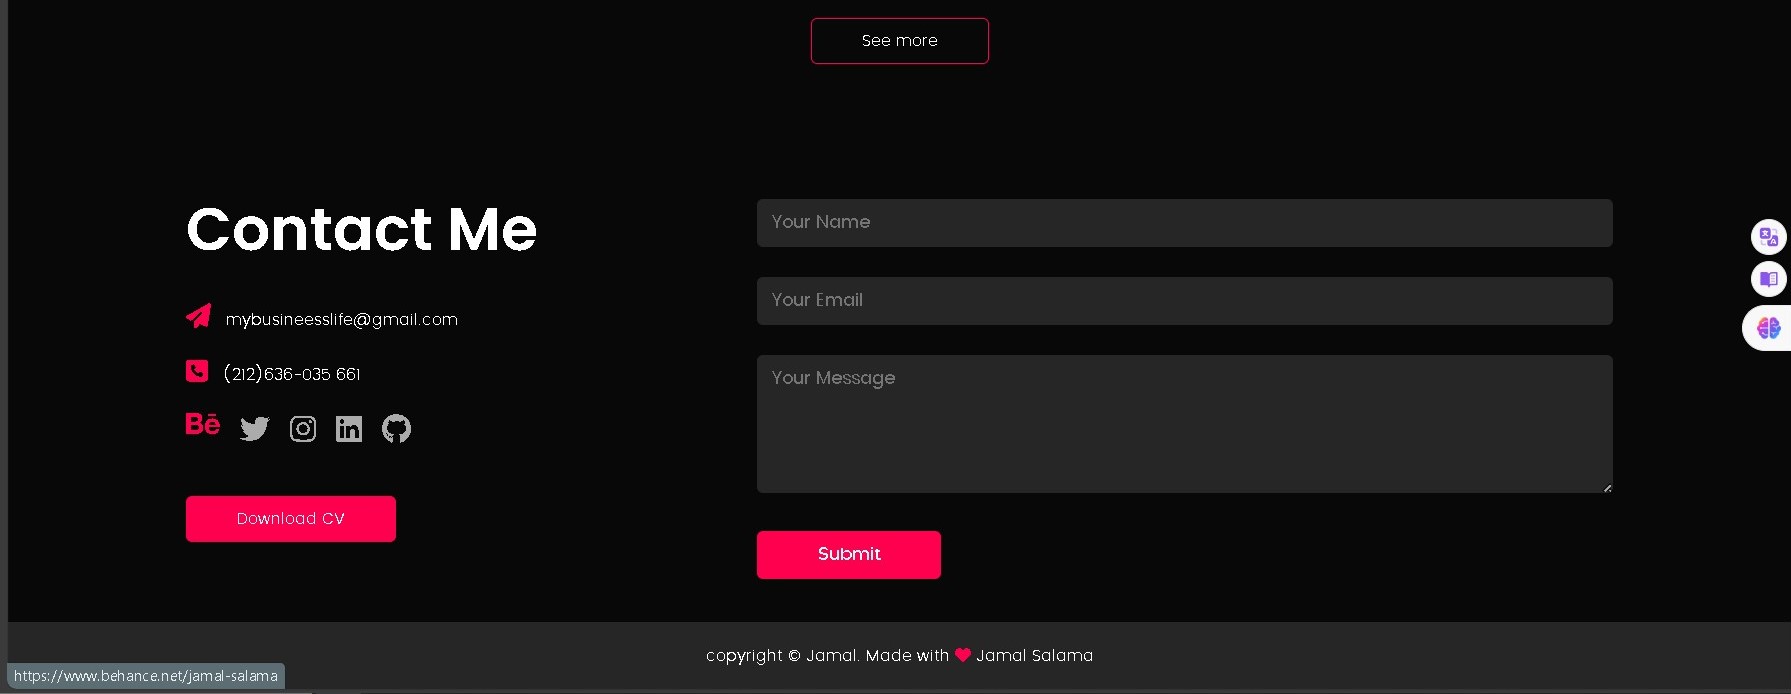 See more
Contact Me
mybusineesslife@gmail.com
(212)636-035 661
Bē
in
Download CV
Your Name
Your Email
Your Message
Submit
copyright © Jamal. Made with ❤ Jamal Salama
https://www.behance.net/jamal-salama